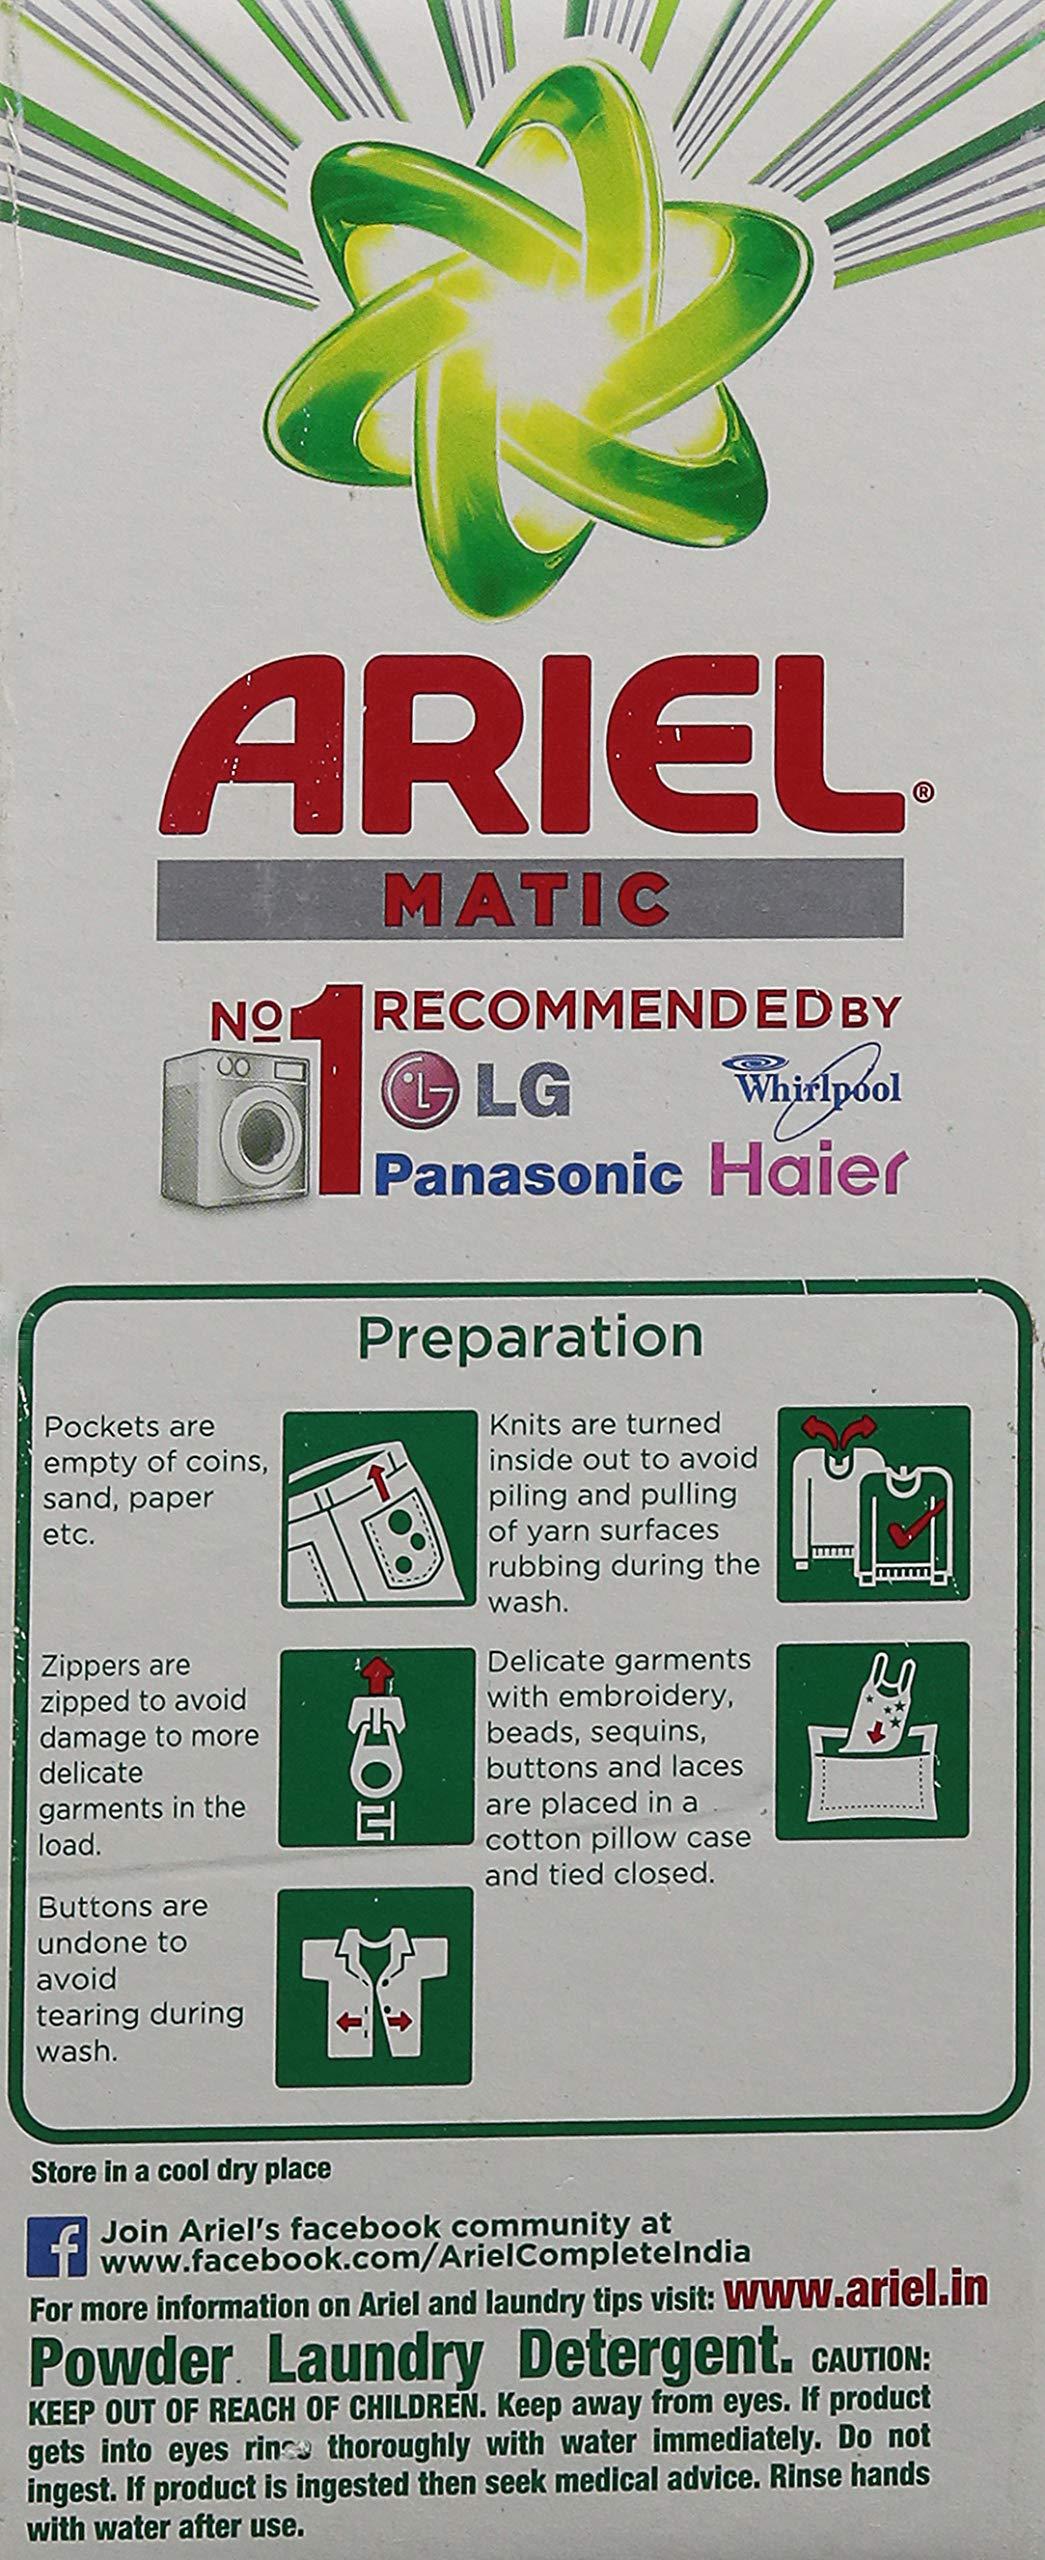 ARIEL®
MATIC
No 1 RECOMMENDED BY
LG
Whirlpool
Panasonic Haier
Preparation
Pockets are
empty of coins,
sand, paper
etc.
Knits are turned
inside out to avoid
piling and pulling
of yarn surfaces
rubbing during the
wash.
Zippers are
zipped to avoid
damage to more
delicate
garments in the
load.
Delicate garments
with embroidery,
beads, sequins,
buttons and laces
are placed in a
cotton pillow case
and tied closed.
Buttons are
undone to
avoid
tearing during
wash.
Store in a cool dry place
f Join Ariel's facebook community at
www.facebook.com/ArielCompleteIndia
For more information on Ariel and laundry tips visit: www.ariel.in
Powder Laundry Detergent. CAUTION:
KEEP OUT OF REACH OF CHILDREN. Keep away from eyes. If product
gets into eyes rinse thoroughly with water immediately. Do not
ingest. If product is ingested then seek medical advice. Rinse hands
with water after use.